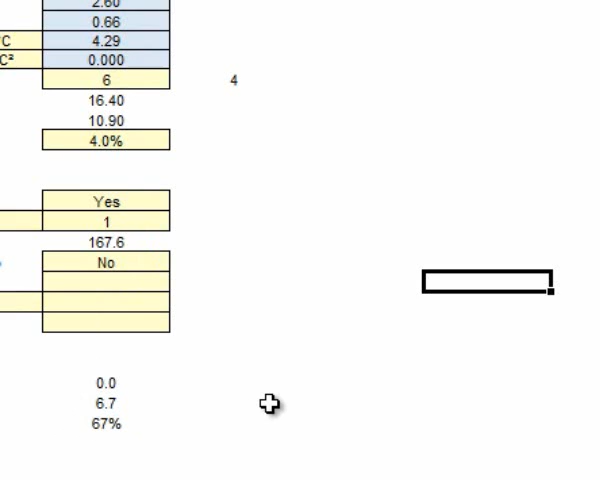 2.60
0.66
°C 4.29
C² 0.000
6 4
16.40
10.90
4.0%
Yes
1
167.6
No
0.0
6.7
67%